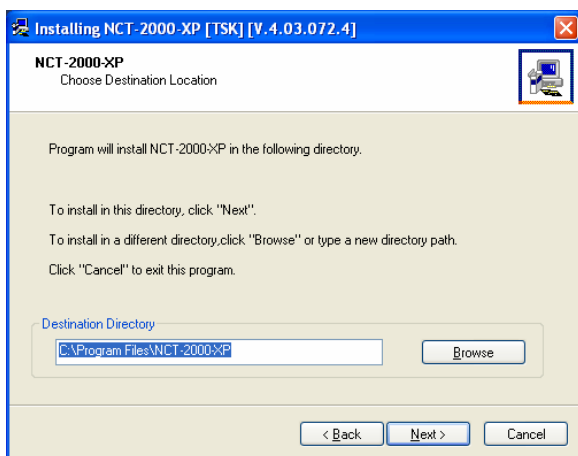 Installing NCT-2000-XP [TSK] [V.4.03.072.4]
NCT-2000-XP
Choose Destination Location
Program will install NCT-2000-XP in the following directory.
To install in this directory, click "Next".
To install in a different directory,click "Browse" or type a new directory path.
Click "Cancel" to exit this program.
Destination Directory
C:\Program Files\NCT-2000-XP
Browse
< Back
Next >
Cancel